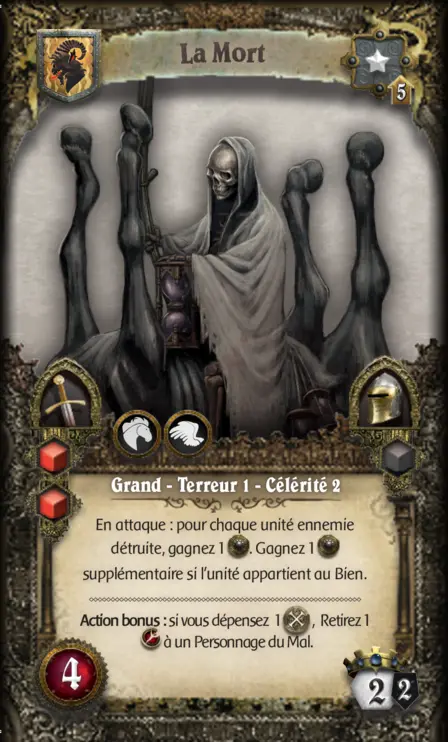 La Mort
5
Grand - Terreur 1 - Célérité 2
En attaque : pour chaque unité ennemie
détruite, gagnez 1 . Gagnez 1
supplémentaire si l'unité appartient au Bien.
Action bonus : si vous dépensez 1 , Retirez 1
à un Personnage du Mal.
4
2 2